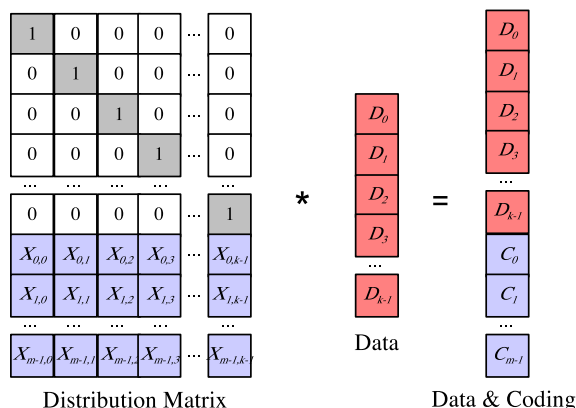 1 0 0 0 ... 0 D0
0 1 0 0 ... 0 D1
0 0 1 0 ... 0 D0 D2
0 0 0 1 ... 0 D1 D3
... ... ... D2 ...
0 0 0 0 ... 1 * D3 = Dk-1
X0,0 X0,1 X0,2 X0,3 ... X0,k-1 ... C0
X1,0 X1,1 X1,2 X1,3 ... X1,k-1 Dk-1 C1
... ... ... Data ...
Xm-1,0 Xm-1,1 Xm-1,2 Xm-1,3 ... Xm-1,k-1 Cm-1
Distribution Matrix Data & Coding